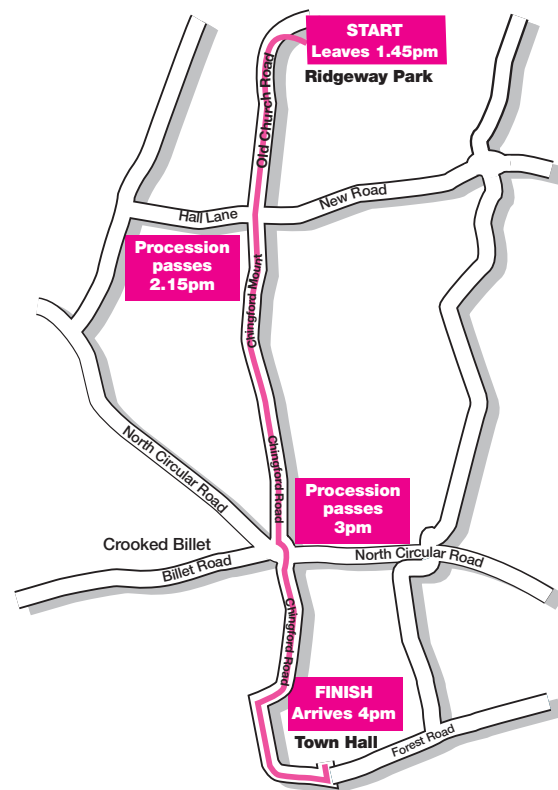 START
Leaves 1.45pm
Ridgeway Park
Old Church Road
New Road
Hall Lane
Procession
passes
2.15pm
Chingford Mount
North Circular Road
Chingford Road
Procession
passes
3pm
Crooked Billet
Billet Road
North Circular Road
Chingford Road
FINISH
Arrives 4pm
Town Hall
Forest Road